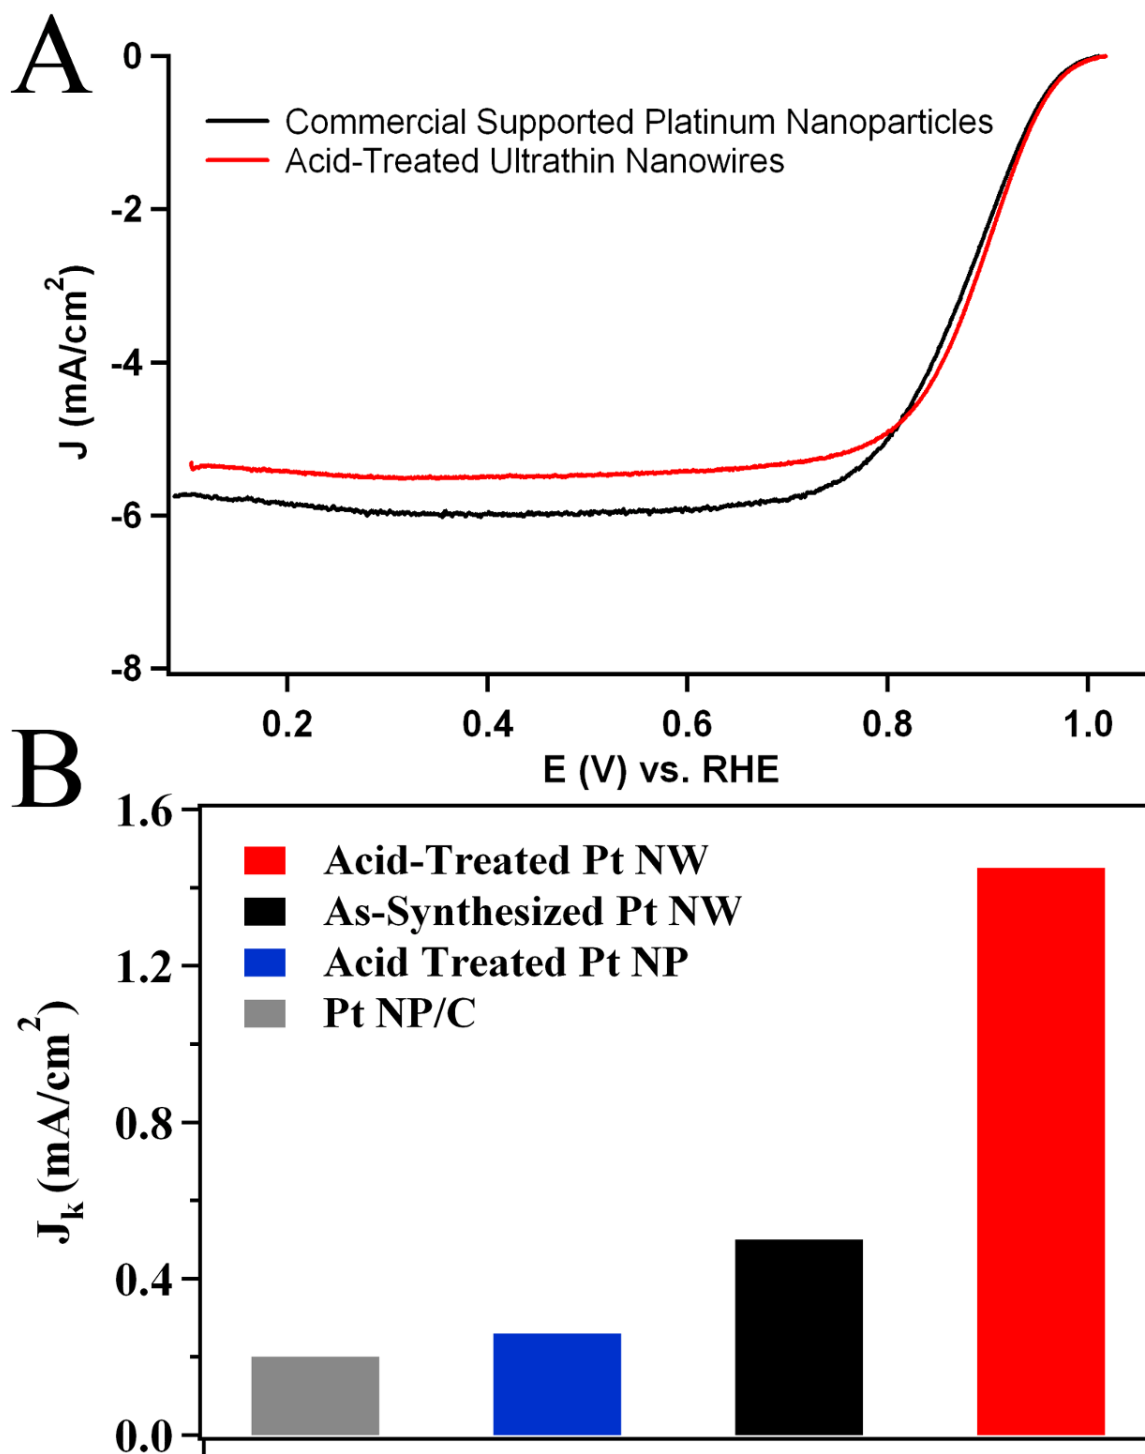 A
0
-2
-4
-6
-8
J (mA/cm²)
Commercial Supported Platinum Nanoparticles
Acid-Treated Ultrathin Nanowires
0.2 0.4 0.6 0.8 1.0
E (V) vs. RHE
B
1.6
1.2
0.8
0.4
0.0
Jₖ (mA/cm²)
Acid-Treated Pt NW
As-Synthesized Pt NW
Acid Treated Pt NP
Pt NP/C